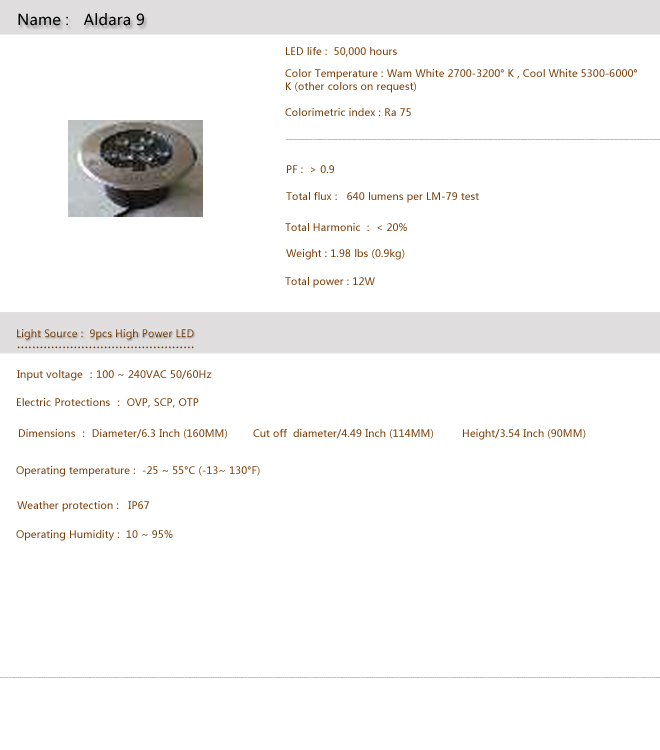 Name : Aldara 9
LED life : 50,000 hours
Color Temperature : Wam White 2700-3200° K , Cool White 5300-6000°
K (other colors on request)
Colorimetric index : Ra 75
PF : > 0.9
Total flux : 640 lumens per LM-79 test
Total Harmonic : < 20%
Weight : 1.98 lbs (0.9kg)
Total power : 12W
Light Source : 9pcs High Power LED
Input voltage : 100 ~ 240VAC 50/60Hz
Electric Protections : OVP, SCP, OTP
Dimensions : Diameter/6.3 Inch (160MM) Cut off diameter/4.49 Inch (114MM) Height/3.54 Inch (90MM)
Operating temperature : -25 ~ 55°C (-13~ 130°F)
Weather protection : IP67
Operating Humidity : 10 ~ 95%